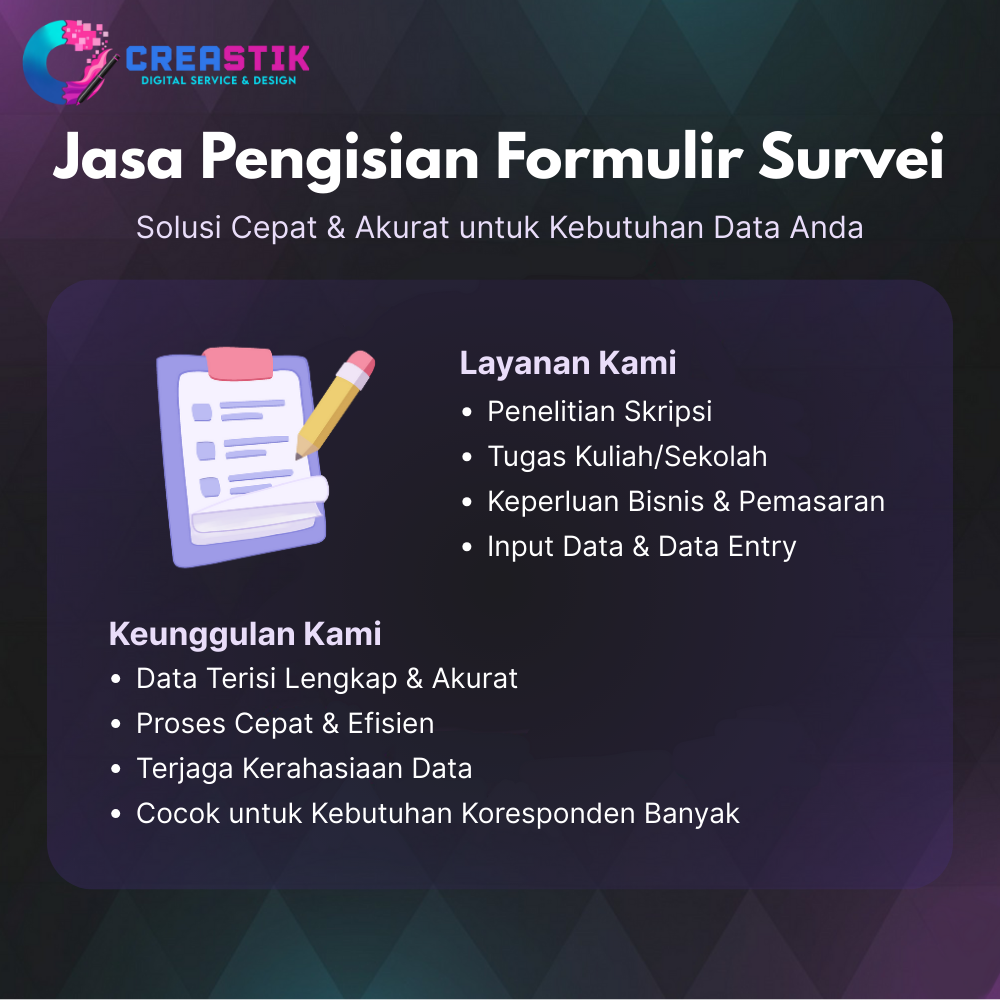 CREASTIK
DIGITAL SERVICE & DESIGN
Jasa Pengisian Formulir Survei
Solusi Cepat & Akurat untuk Kebutuhan Data Anda
Layanan Kami
• Penelitian Skripsi
• Tugas Kuliah/Sekolah
• Keperluan Bisnis & Pemasaran
• Input Data & Data Entry
Keunggulan Kami
• Data Terisi Lengkap & Akurat
• Proses Cepat & Efisien
• Terjaga Kerahasiaan Data
• Cocok untuk Kebutuhan Koresponden Banyak